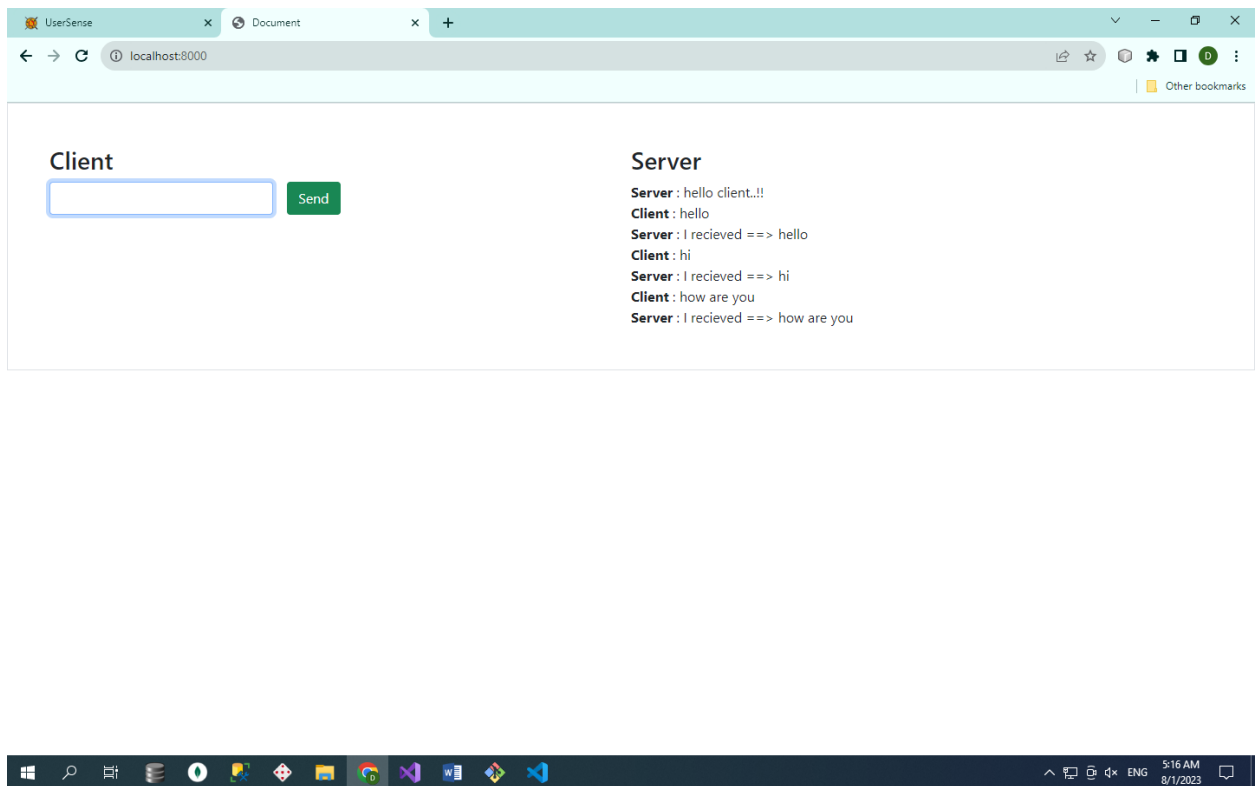 UserSense
Document
localhost:8000
D
Other bookmarks
Client
Send
Server
Server : hello client..!!
Client : hello
Server : I recieved ==> hello
Client : hi
Server : I recieved ==> hi
Client : how are you
Server : I recieved ==> how are you
ENG
5:16 AM
8/1/2023